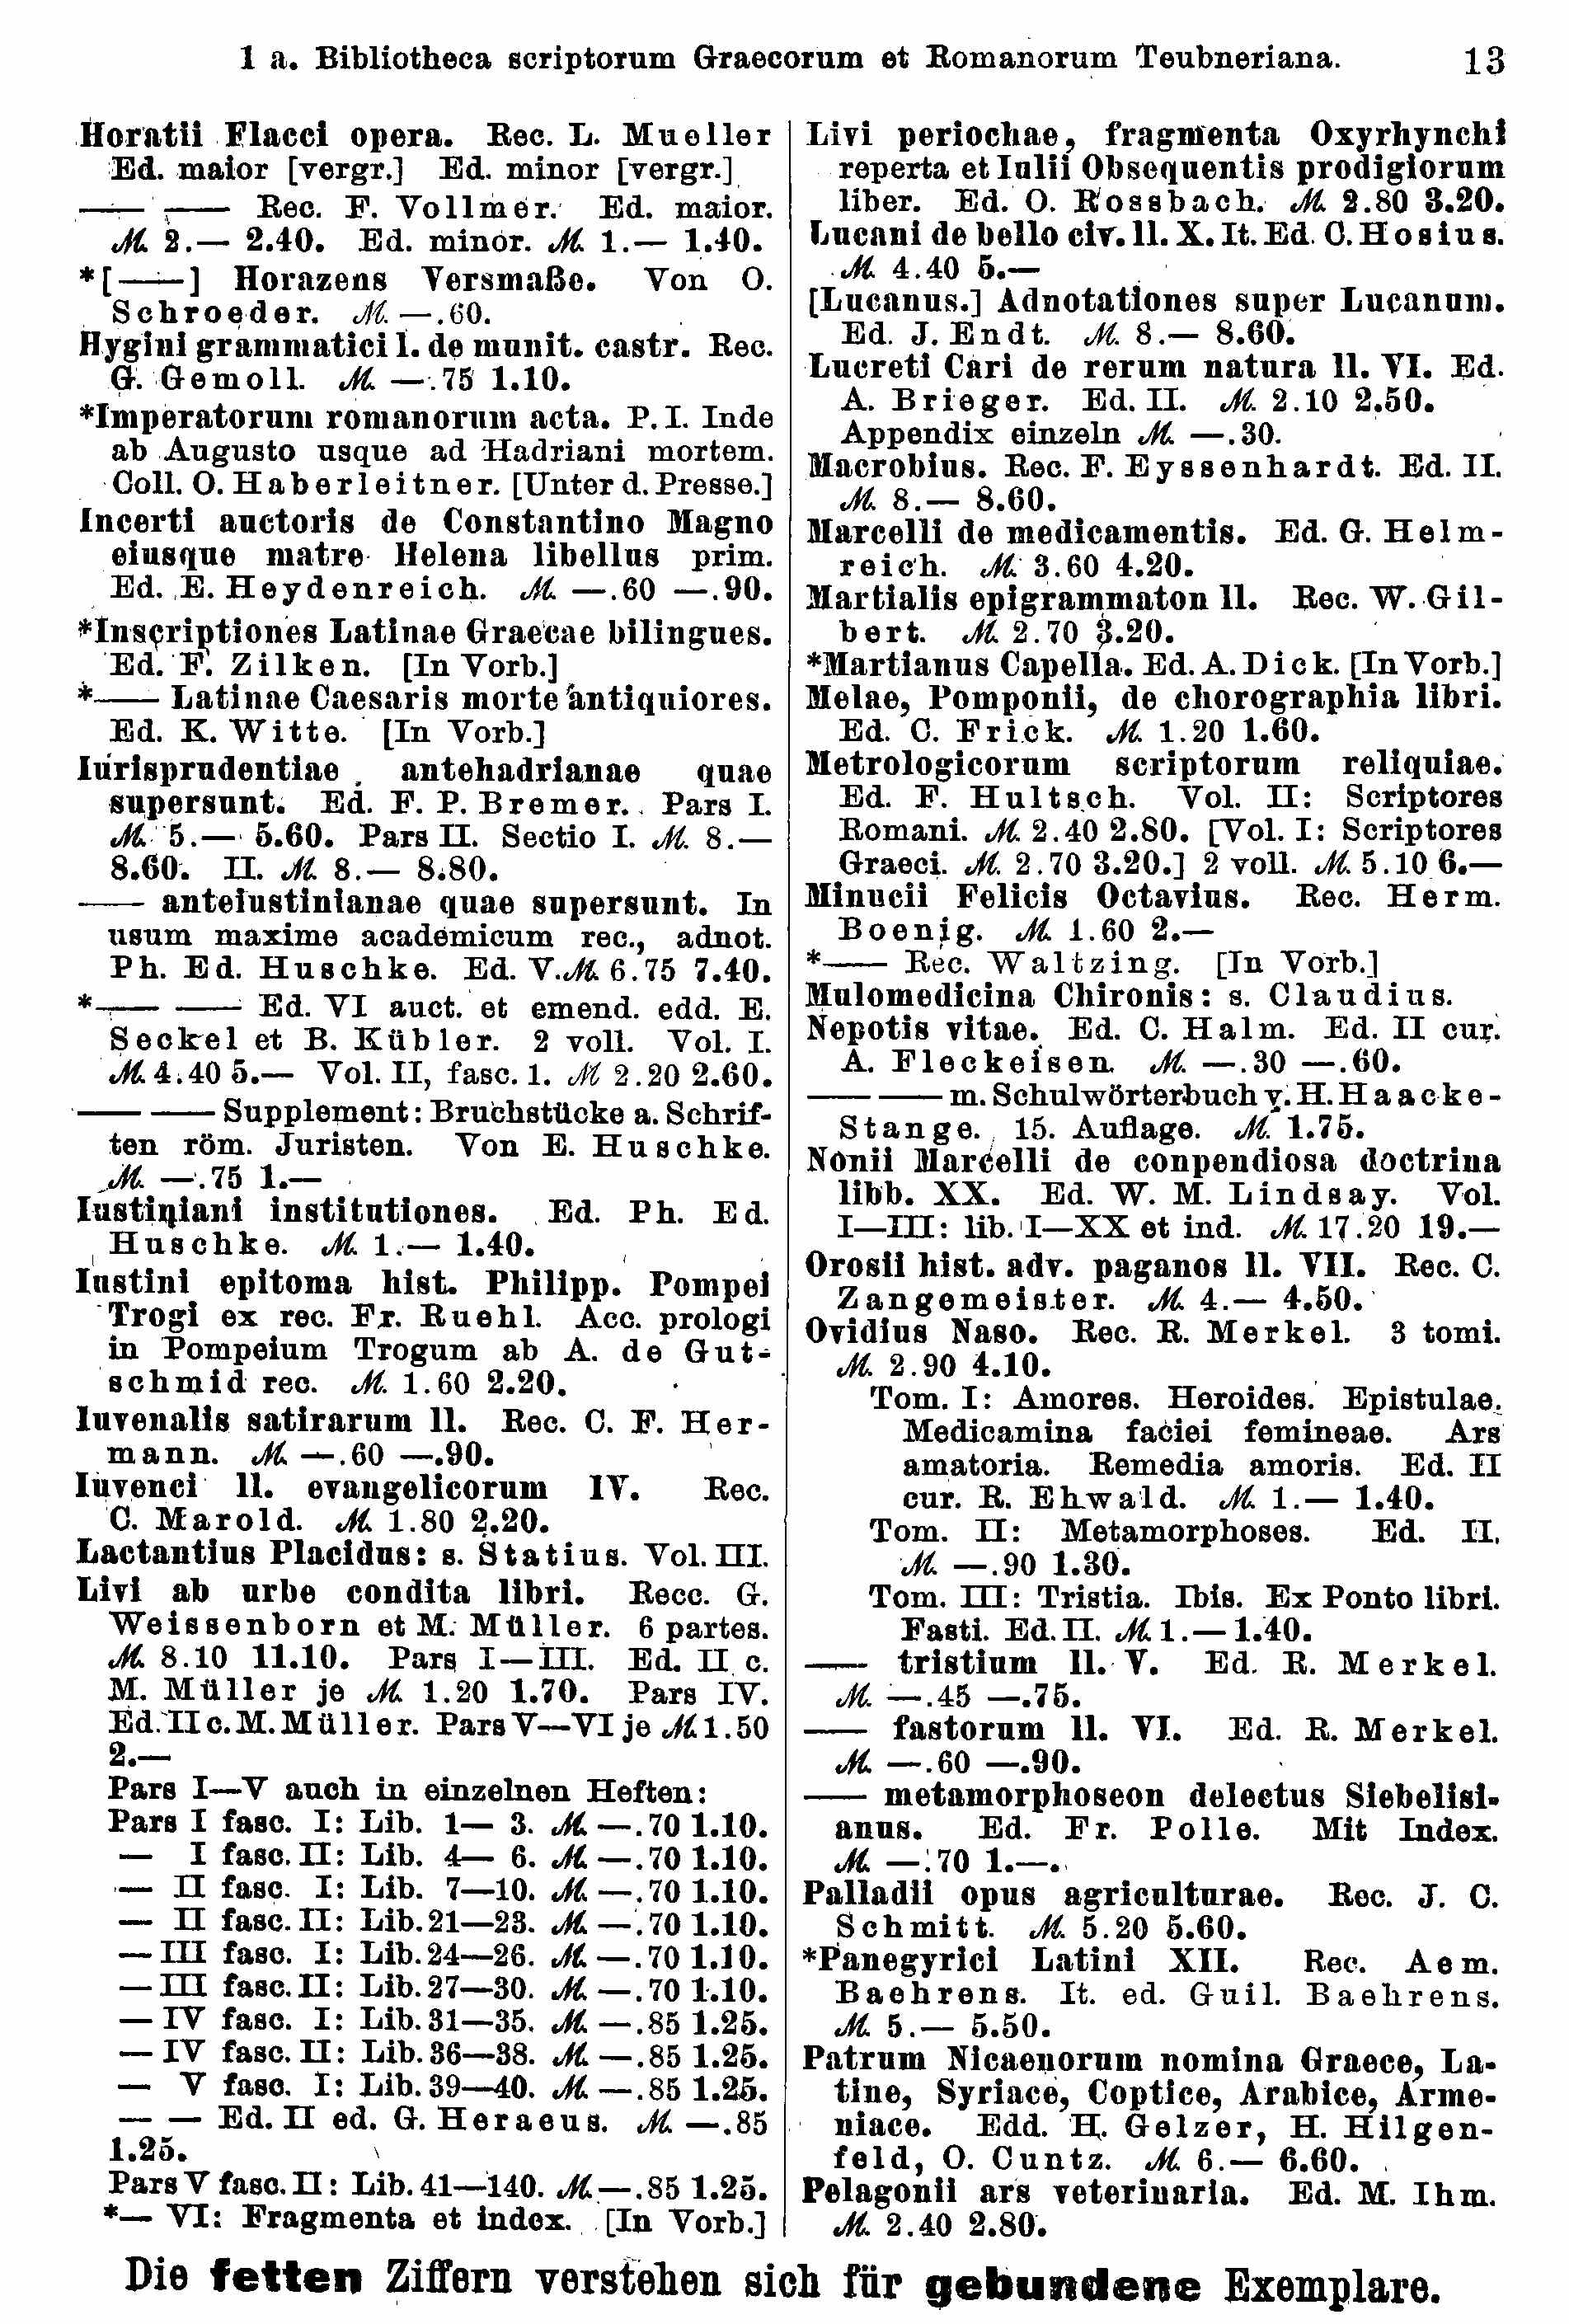 1 a. Bibliotheca scriptorum Graecorum et Romanorum Teubneriana. 13
Horatii Flacci opera. Rec. L. Mueller
Ed. maior [vergr.] Ed. minor [vergr.]
—— —— Rec. F. Vollmer. Ed. maior.
ℳ 2.— 2.40. Ed. minor. ℳ 1.— 1.40.
*[——] Horazens Versmaße. Von O.
Schroeder. ℳ —.60.
Hygini grammatici l. de munit. castr. Rec.
G. Gemoll. ℳ —.75 1.10.
*Imperatorum romanorum acta. P. I. Inde
ab Augusto usque ad Hadriani mortem.
Coll. O. Haberleitner. [Unter d. Presse.]
Incerti auctoris de Constantino Magno
eiusque matre Helena libellus prim.
Ed. E. Heydenreich. ℳ —.60 —.90.
*Inscriptiones Latinae Graecae bilingues.
Ed. F. Zilken. [In Vorb.]
*—— Latinae Caesaris morte antiquiores.
Ed. K. Witte. [In Vorb.]
Iurisprudentiae antehadrianae quae
supersunt. Ed. F. P. Bremer. Pars I.
ℳ 5.— 5.60. Pars II. Sectio I. ℳ 8.—
8.60. II. ℳ 8.— 8.80.
—— anteiustinianae quae supersunt. In
usum maxime academicum rec., adnot.
Ph. Ed. Huschke. Ed. V. ℳ 6.75 7.40.
*—— —— Ed. VI auct. et emend. edd. E.
Seckel et B. Kübler. 2 voll. Vol. I.
ℳ 4.40 5.— Vol. II, fasc. 1. ℳ 2.20 2.60.
—— —— Supplement: Bruchstücke a. Schrif-
ten röm. Juristen. Von E. Huschke.
ℳ —.75 1.—
Iustiniani institutiones. Ed. Ph. Ed.
Huschke. ℳ 1.— 1.40.
Iustini epitoma hist. Philipp. Pompei
Trogi ex rec. Fr. Ruehl. Acc. prologi
in Pompeium Trogum ab A. de Gut-
schmid rec. ℳ 1.60 2.20.
Iuvenalis satirarum ll. Rec. C. F. Her-
mann. ℳ —.60 —.90.
Iuvenci ll. evangelicorum IV. Rec.
C. Marold. ℳ 1.80 2.20.
Lactantius Placidus: s. Statius. Vol. III.
Livi ab urbe condita libri. Recc. G.
Weissenborn et M. Müller. 6 partes.
ℳ 8.10 11.10. Pars I—III. Ed. II c.
M. Müller je ℳ 1.20 1.70. Pars IV.
Ed. II c. M. Müller. Pars V—VI je ℳ 1.50
2.—
Pars I—V auch in einzelnen Heften:
Pars I fasc. I: Lib. 1— 3. ℳ —.70 1.10.
— I fasc. II: Lib. 4— 6. ℳ —.70 1.10.
— II fasc. I: Lib. 7—10. ℳ —.70 1.10.
— II fasc. II: Lib. 21—23. ℳ —.70 1.10.
— III fasc. I: Lib. 24—26. ℳ —.70 1.10.
— III fasc. II: Lib. 27—30. ℳ —.70 1.10.
— IV fasc. I: Lib. 31—35. ℳ —.85 1.25.
— IV fasc. II: Lib. 36—38. ℳ —.85 1.25.
— V fasc. I: Lib. 39—40. ℳ —.85 1.25.
— — Ed. II ed. G. Heraeus. ℳ —.85
1.25.
Pars V fasc. II: Lib. 41—140. ℳ —.85 1.25.
*— VI: Fragmenta et index. [In Vorb.]
Livi periochae, fragmenta Oxyrhynchi
reperta et Iulii Obsequentis prodigiorum
liber. Ed. O. Rossbach. ℳ 2.80 3.20.
Lucani de bello civ. ll. X. It. Ed. C. Hosius.
ℳ 4.40 5.—
[Lucanus.] Adnotationes super Lucanum.
Ed. J. Endt. ℳ 8.— 8.60.
Lucreti Cari de rerum natura ll. VI. Ed.
A. Brieger. Ed. II. ℳ 2.10 2.50.
Appendix einzeln ℳ —.30.
Macrobius. Rec. F. Eyssenhardt. Ed. II.
ℳ 8.— 8.60.
Marcelli de medicamentis. Ed. G. Helm-
reich. ℳ 3.60 4.20.
Martialis epigrammaton ll. Rec. W. Gil-
bert. ℳ 2.70 3.20.
*Martianus Capella. Ed. A. Dick. [In Vorb.]
Melae, Pomponii, de chorographia libri.
Ed. C. Frick. ℳ 1.20 1.60.
Metrologicorum scriptorum reliquiae.
Ed. F. Hultsch. Vol. II: Scriptores
Romani. ℳ 2.40 2.80. [Vol. I: Scriptores
Graeci. ℳ 2.70 3.20.] 2 voll. ℳ 5.10 6.—
Minucii Felicis Octavius. Rec. Herm.
Boenig. ℳ 1.60 2.—
*—— Rec. Waltzing. [In Vorb.]
Mulomedicina Chironis: s. Claudius.
Nepotis vitae. Ed. C. Halm. Ed. II cur.
A. Fleckeisen. ℳ —.30 —.60.
—— —— m. Schulwörterbuch v. H. Haacke-
Stange. 15. Auflage. ℳ 1.75.
Nonii Marcelli de conpendiosa doctrina
libb. XX. Ed. W. M. Lindsay. Vol.
I—III: lib. I—XX et ind. ℳ 17.20 19.—
Orosii hist. adv. paganos ll. VII. Rec. C.
Zangemeister. ℳ 4.— 4.50.
Ovidius Naso. Rec. R. Merkel. 3 tomi.
ℳ 2.90 4.10.
Tom. I: Amores. Heroides. Epistulae.
Medicamina faciei femineae. Ars
amatoria. Remedia amoris. Ed. II
cur. R. Ehwald. ℳ 1.— 1.40.
Tom. II: Metamorphoses. Ed. II.
ℳ —.90 1.30.
Tom. III: Tristia. Ibis. Ex Ponto libri.
Fasti. Ed. II. ℳ 1.— 1.40.
—— tristium ll. V. Ed. R. Merkel.
ℳ —.45 —.75.
—— fastorum ll. VI. Ed. R. Merkel.
ℳ —.60 —.90.
—— metamorphoseon delectus Siebelisi-
anus. Ed. Fr. Polle. Mit Index.
ℳ —.70 1.—.
Palladii opus agriculturae. Rec. J. C.
Schmitt. ℳ 5.20 5.60.
*Panegyrici Latini XII. Rec. Aem.
Baehrens. It. ed. Guil. Baehrens.
ℳ 5.— 5.50.
Patrum Nicaenorum nomina Graece, La-
tine, Syriace, Coptice, Arabice, Arme-
niace. Edd. H. Gelzer, H. Hilgen-
feld, O. Cuntz. ℳ 6.— 6.60.
Pelagonii ars veterinaria. Ed. M. Ihm.
ℳ 2.40 2.80.
Die fetten Ziffern verstehen sich für gebundene Exemplare.